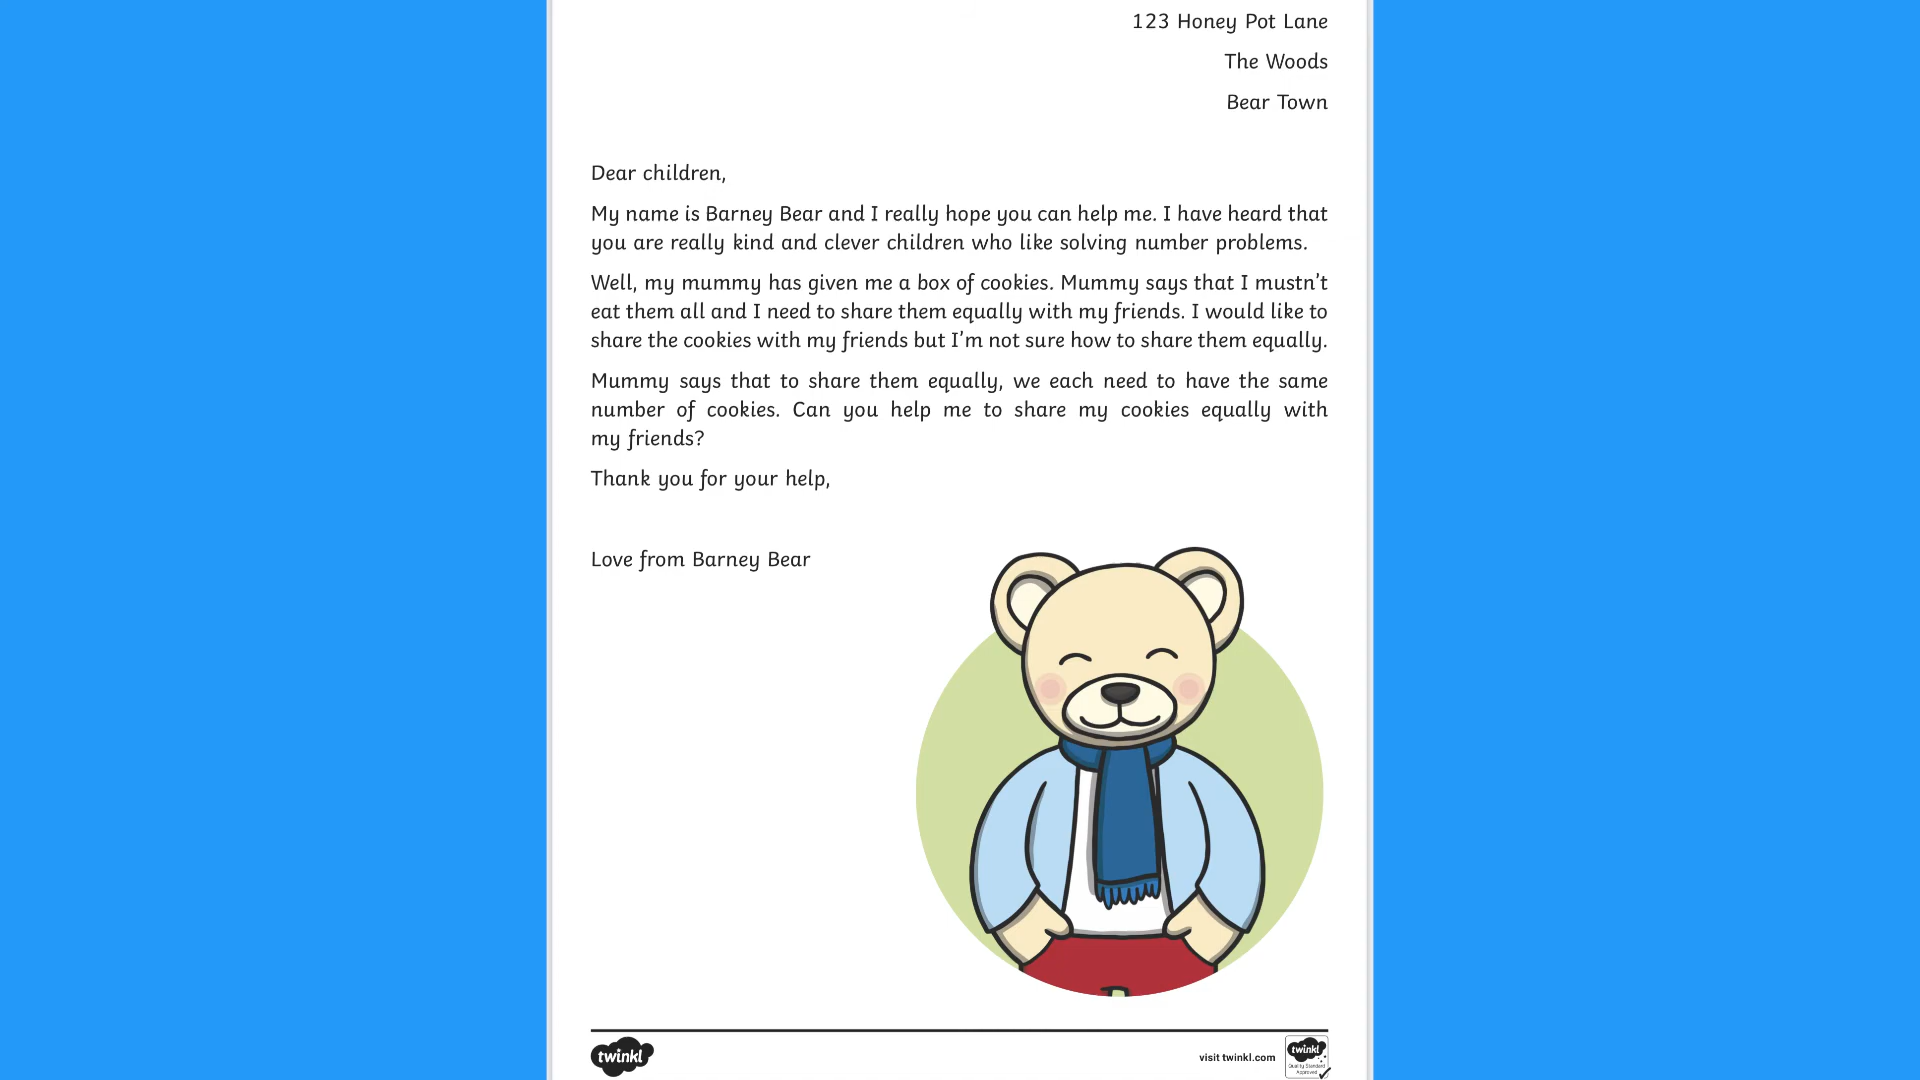 123 Honey Pot Lane
The Woods
Bear Town
Dear children,
My name is Barney Bear and I really hope you can help me. I have heard that
you are really kind and clever children who like solving number problems.
Well, my mummy has given me a box of cookies. Mummy says that I mustn't
eat them all and I need to share them equally with my friends. I would like to
share the cookies with my friends but I'm not sure how to share them equally.
Mummy says that to share them equally, we each need to have the same
number of cookies. Can you help me to share my cookies equally with
my friends?
Thank you for your help,
Love from Barney Bear
twinkl
visit twinkl.com
twinkl
Quality Standard
Approved